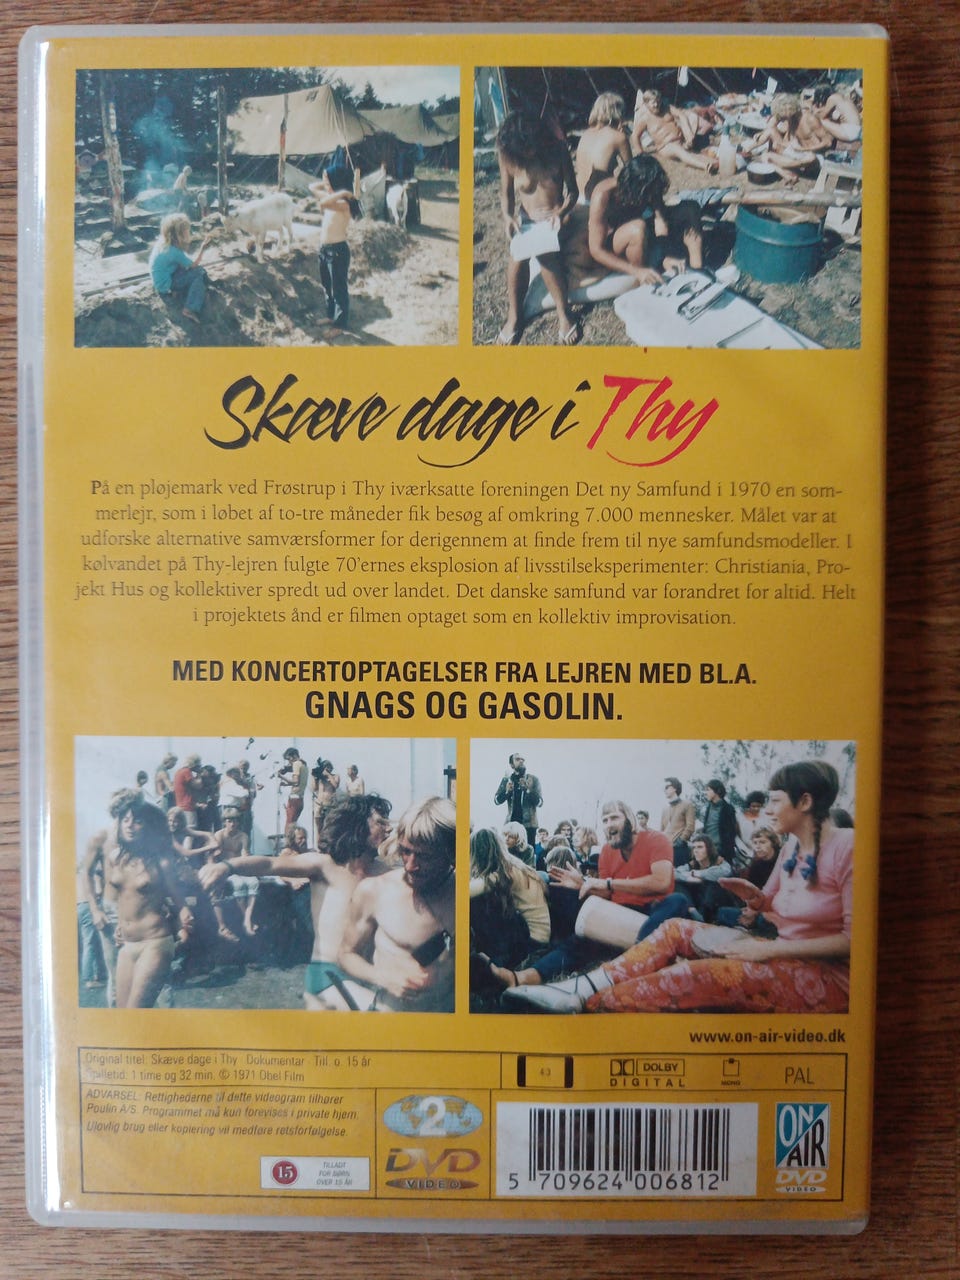 Skæve dage i Thy
På en pløjemark ved Frøstrup i Thy iværksatte foreningen Det ny Samfund i 1970 en som-
merlejr, som i løbet af to-tre måneder fik besøg af omkring 7.000 mennesker. Målet var at
udforske alternative samværsformer for derigennem at finde frem til nye samfundsmodeller. I
kølvandet på Thy-lejren fulgte 70'ernes eksplosion af livsstilseksperimenter: Christiania, Pro-
jekt Hus og kollektiver spredt ud over landet. Det danske samfund var forandret for altid. Helt
i projektets ånd er filmen optaget som en kollektiv improvisation.
MED KONCERTOPTAGELSER FRA LEJREN MED BL.A.
GNAGS OG GASOLIN.
www.on-air-video.dk
Original titel: Skæve dage i Thy Dokumentar Till. o. 15 år
Spilletid: 1 time og 32 min. © 1971 Obel Film
4:3
DOLBY
DIGITAL
MONO
PAL
ADVARSEL: Rettighederne til dette videogram tilhører
Poulin A/S. Programmet må kun forevises i private hjem.
Ulovlig brug eller kopiering vil medføre retsforfølgelse.
15
TILLADT
FOR BØRN
OVER 15 ÅR
2
DVD
VIDEO
5 709624 006812
ON
AIR
DVD
VIDEO